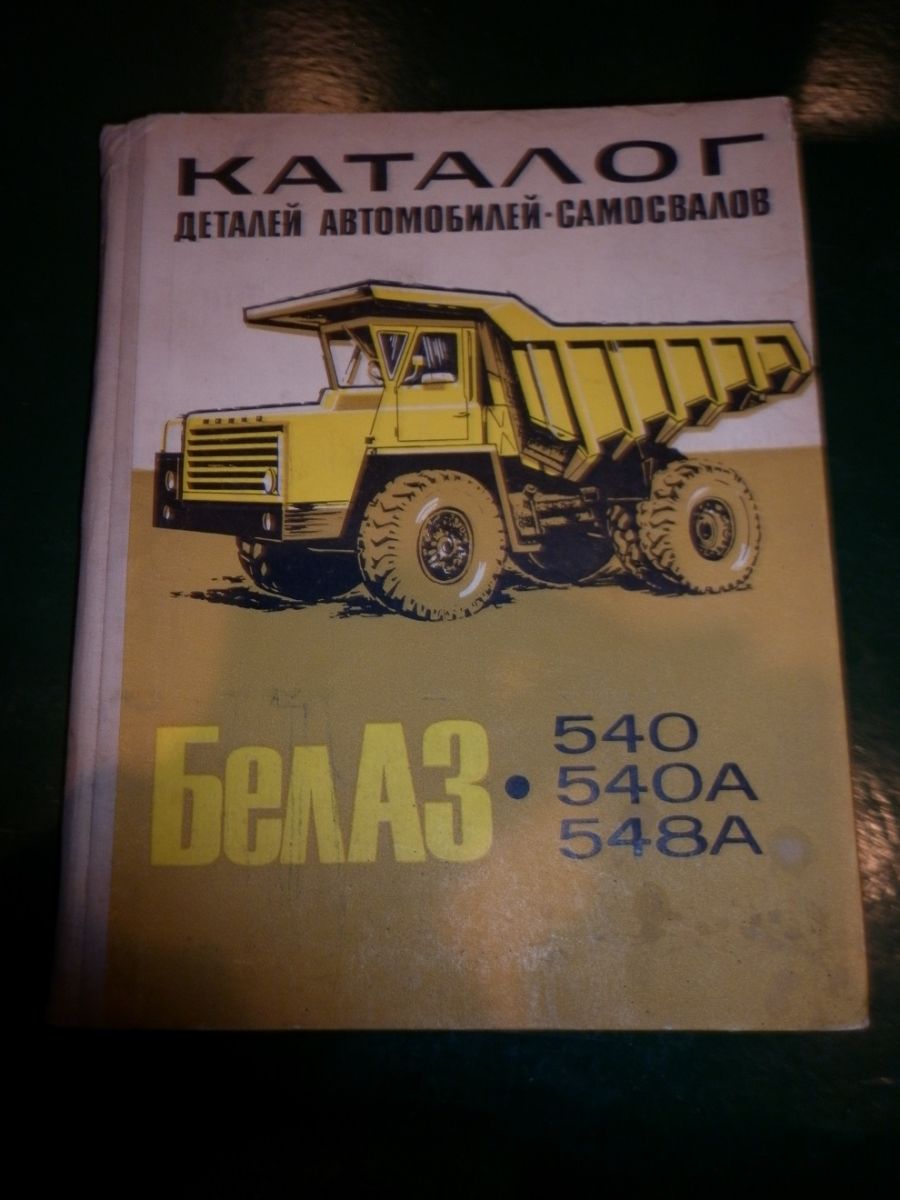 КАТАЛОГ
ДЕТАЛЕЙ АВТОМОБИЛЕЙ-САМОСВАЛОВ
БелАЗ • 540
540А
548А